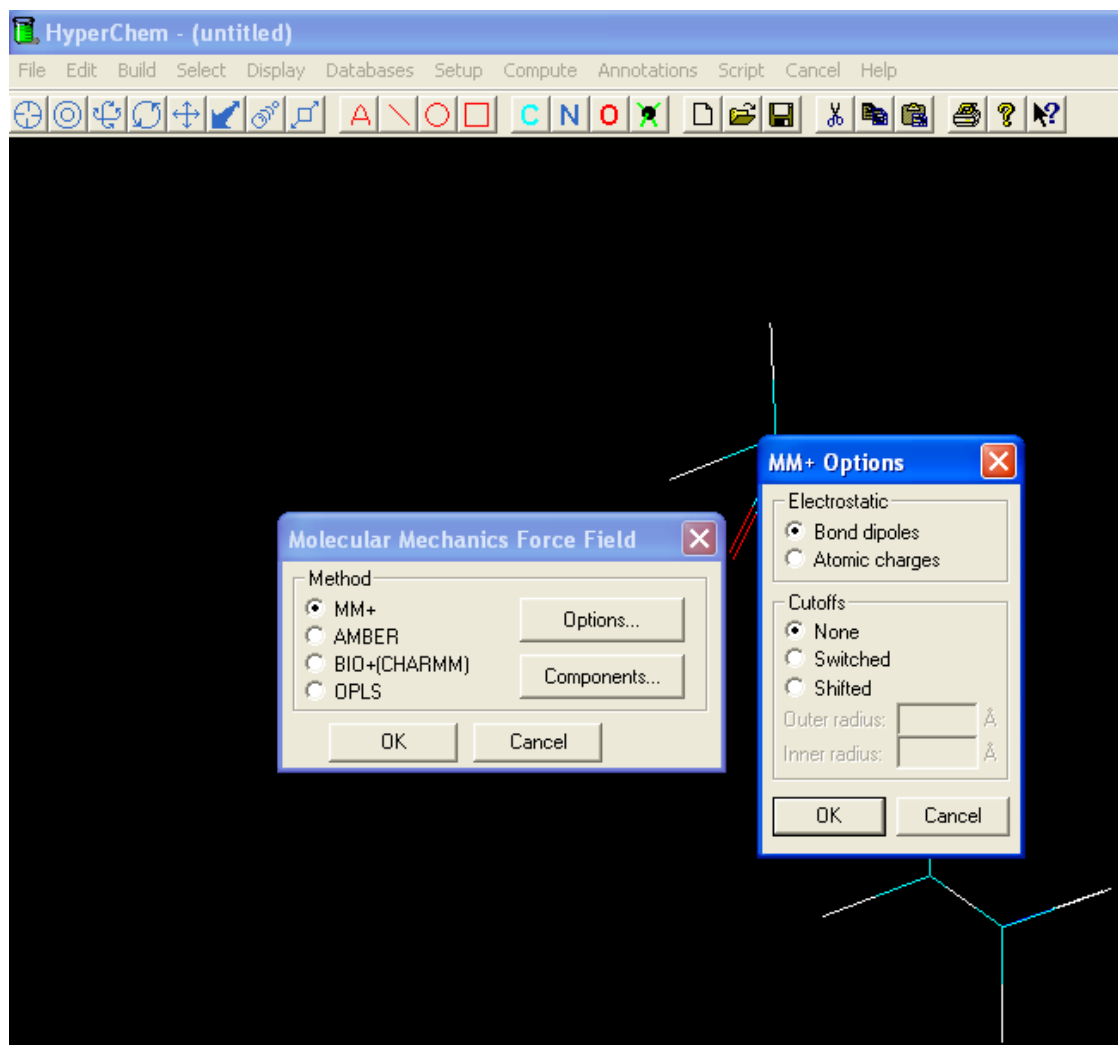 HyperChem - (untitled)
File Edit Build Select Display Databases Setup Compute Annotations Script Cancel Help
A C N O
MM+ Options
Electrostatic
Bond dipoles
Atomic charges
Cutoffs
None
Switched
Shifted
Outer radius: Å
Inner radius: Å
OK Cancel
Molecular Mechanics Force Field
Method
MM+
AMBER
BIO+(CHARMM)
OPLS
Options...
Components...
OK Cancel